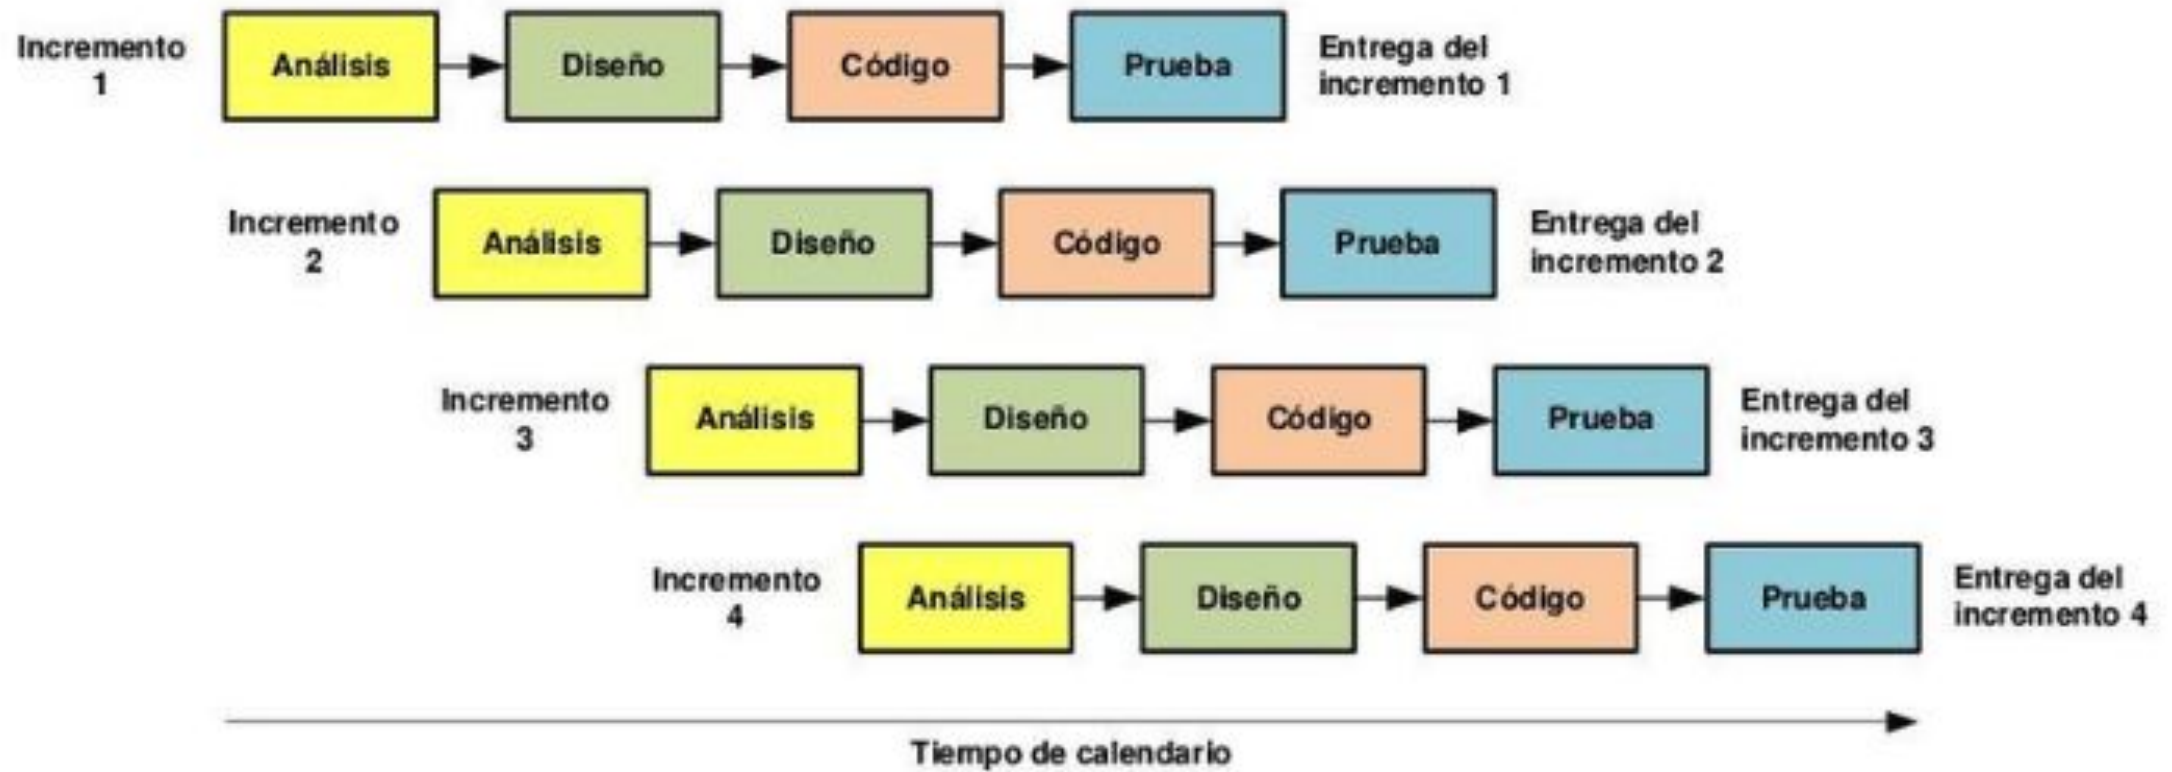 Incremento
1
Análisis
Diseño
Código
Prueba
Entrega del
incremento 1
Incremento
2
Análisis
Diseño
Código
Prueba
Entrega del
incremento 2
Incremento
3
Análisis
Diseño
Código
Prueba
Entrega del
incremento 3
Incremento
4
Análisis
Diseño
Código
Prueba
Entrega del
incremento 4
Tiempo de calendario